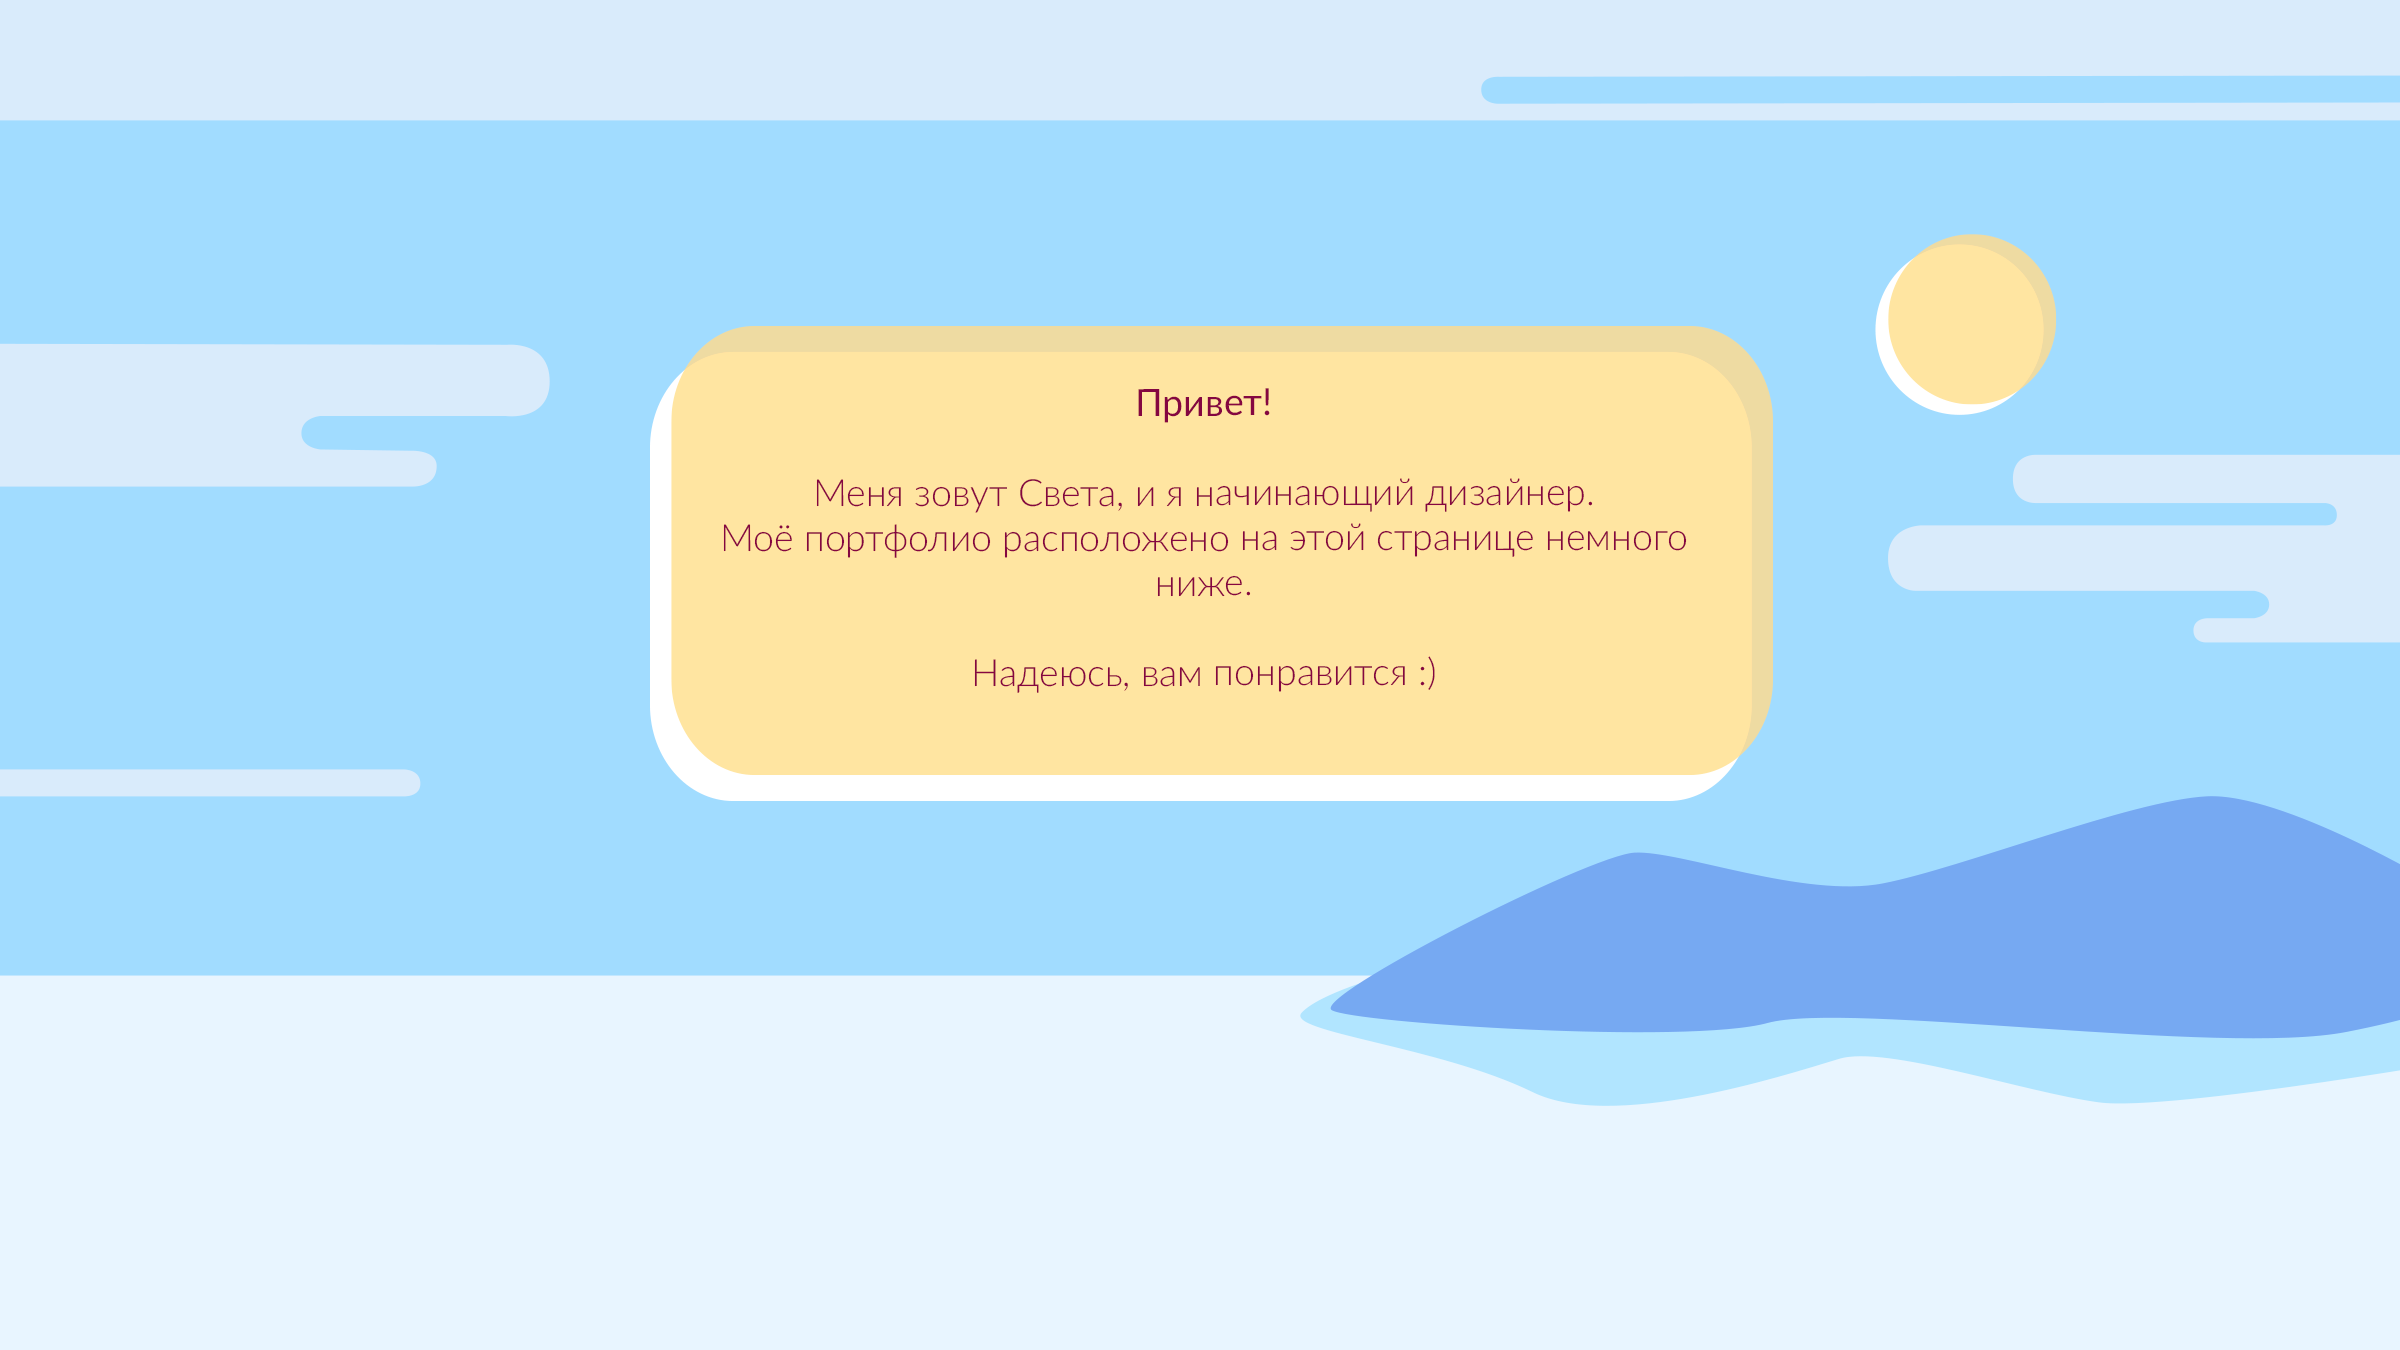 Привет!
Меня зовут Света, и я начинающий дизайнер.
Моё портфолио расположено на этой странице немного
ниже.
Надеюсь, вам понравится :)